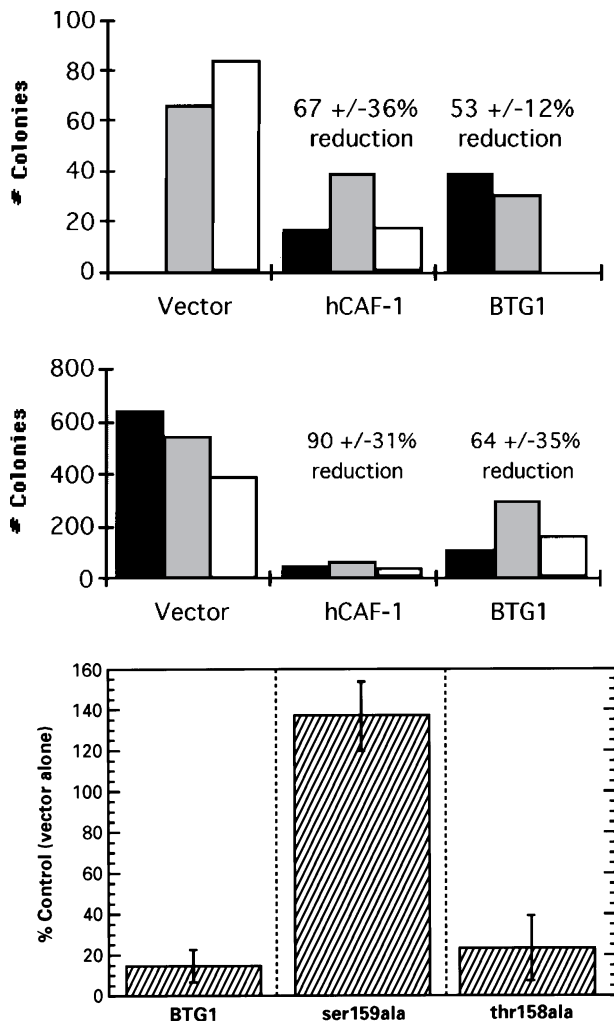 100
80
60
40
20
0
# Colonies
67 +/-36%
reduction
53 +/-12%
reduction
Vector
hCAF-1
BTG1
800
600
400
200
0
# Colonies
90 +/-31%
reduction
64 +/-35%
reduction
Vector
hCAF-1
BTG1
160
140
120
100
80
60
40
20
0
% Control (vector alone)
BTG1
ser159ala
thr158ala